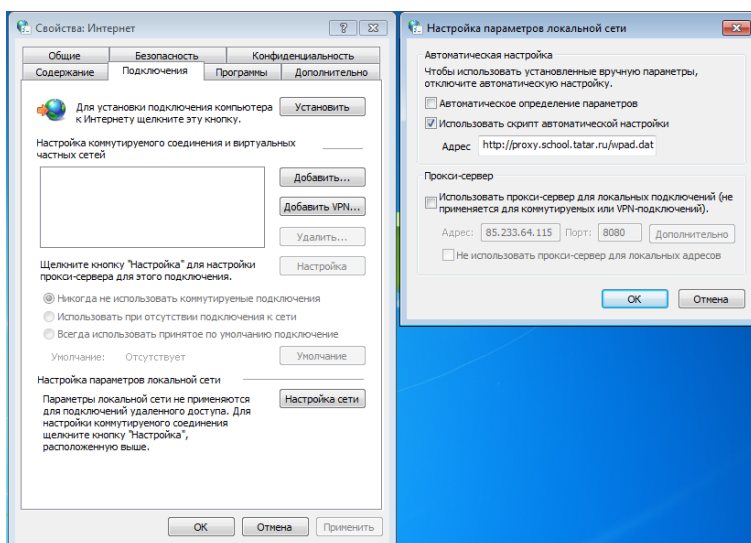 Свойства: Интернет
Общие
Безопасность
Конфиденциальность
Содержание
Подключения
Программы
Дополнительно
Для установки подключения компьютера
к Интернету щелкните эту кнопку.
Установить
Настройка коммутируемого соединения и виртуальных
частных сетей
Добавить...
Добавить VPN...
Удалить...
Щелкните кнопку "Настройка" для настройки
прокси-сервера для этого подключения.
Настройка
Никогда не использовать коммутируемые подключения
Использовать при отсутствии подключения к сети
Всегда использовать принятое по умолчанию подключение
Умолчание:
Отсутствует
Умолчание
Настройка параметров локальной сети
Параметры локальной сети не применяются
для подключений удаленного доступа. Для
настройки коммутируемого соединения
щелкните кнопку "Настройка",
расположенную выше.
Настройка сети
OK
Отмена
Применить
Настройка параметров локальной сети
Автоматическая настройка
Чтобы использовать установленные вручную параметры,
отключите автоматическую настройку.
Автоматическое определение параметров
Использовать скрипт автоматической настройки
Адрес
http://proxy.school.tatar.ru/wpad.dat
Прокси-сервер
Использовать прокси-сервер для локальных подключений (не
применяется для коммутируемых или VPN-подключений).
Адрес:
85.233.64.115
Порт:
8080
Дополнительно
Не использовать прокси-сервер для локальных адресов
OK
Отмена